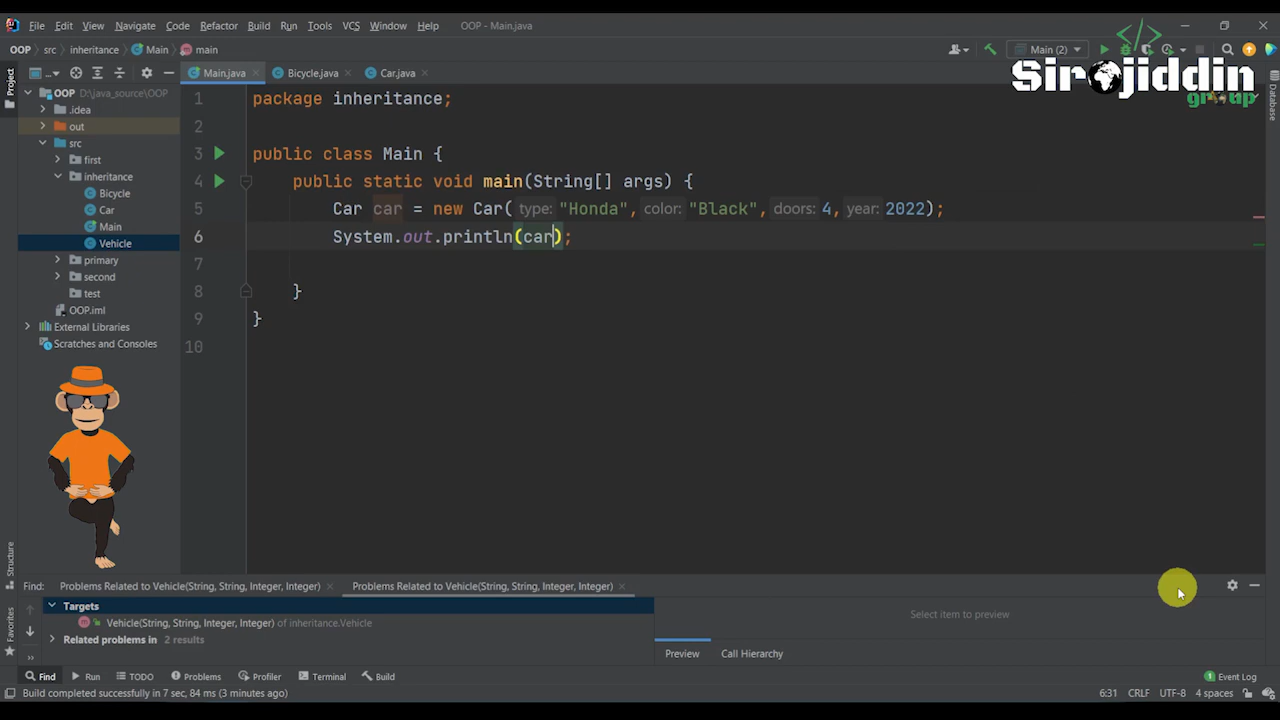 File Edit View Navigate Code Refactor Build Run Tools VCS Window Help OOP - Main.java
OOP src inheritance Main main Main (2)
Sirojiddin
group
Project
... Main.java Bicycle.java Car.java
OOP D:\java_source\OOP
.idea
out
src
first
inheritance
Bicycle
Car
Main
Vehicle
primary
second
test
OOP.iml
External Libraries
Scratches and Consoles
1 package inheritance;
2
3 public class Main {
4 public static void main(String[] args) {
5 Car car = new Car( type: "Honda", color: "Black", doors: 4, year: 2022);
6 System.out.println(car);
7
8 }
9 }
10
Database
Structure
Favorites
Find: Problems Related to Vehicle(String, String, Integer, Integer) Problems Related to Vehicle(String, String, Integer, Integer)
Targets
Vehicle(String, String, Integer, Integer) of inheritance.Vehicle
Related problems in 2 results
Select item to preview
Preview Call Hierarchy
Find Run TODO Problems Profiler Terminal Build 1 Event Log
Build completed successfully in 7 sec, 84 ms (3 minutes ago) 6:31 CRLF UTF-8 4 spaces